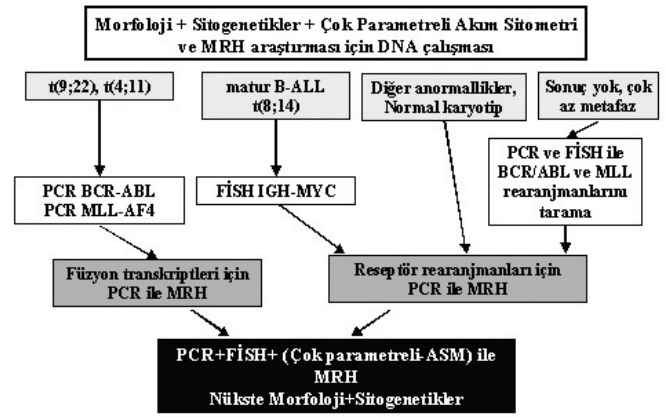 Morfoloji + Sitogenetikler + Çok Parametreli Akım Sitometri
ve MRH araştırması için DNA çalışması
t(9;22), t(4;11)
matur B-ALL
t(8;14)
Diğer anormallikler,
Normal karyotip
Sonuç yok, çok
az metafaz
PCR BCR-ABL
PCR MLL-AF4
FİSH IGH-MYC
PCR ve FİSH ile
BCR/ABL ve MLL
rearanjmanlarını
tarama
Füzyon transkriptleri için
PCR ile MRH
Reseptör rearanjmanları için
PCR ile MRH
PCR+FİSH+ (Çok parametreli-ASM) ile
MRH
Nükste Morfoloji+Sitogenetikler